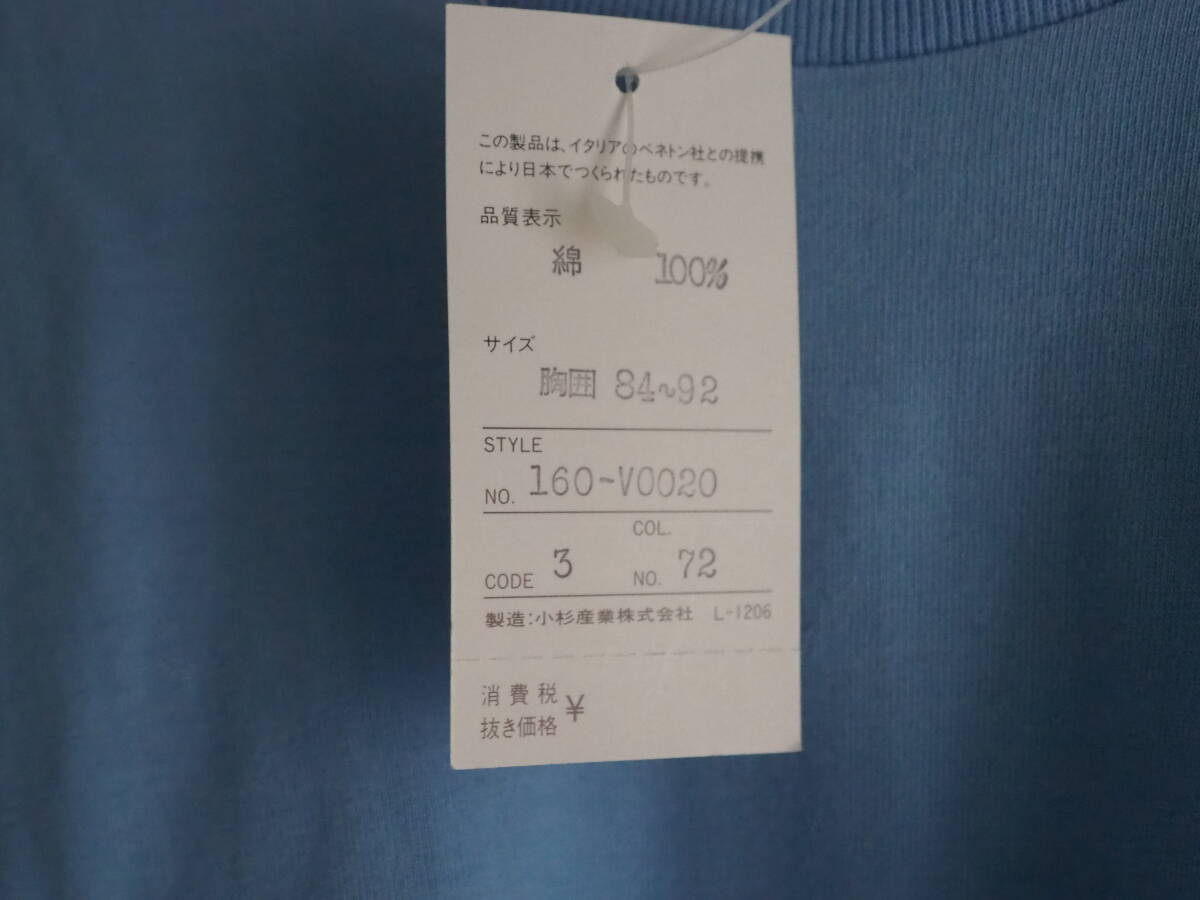 この製品は、イタリアのベネトン社との提携
により日本でつくられたものです。
品質表示
綿 100%
サイズ
胸囲 84~92
STYLE
NO. 160-V0020
COL.
CODE 3 NO. 72
製造:小杉産業株式会社 L-1206
消費税
抜き価格 ¥